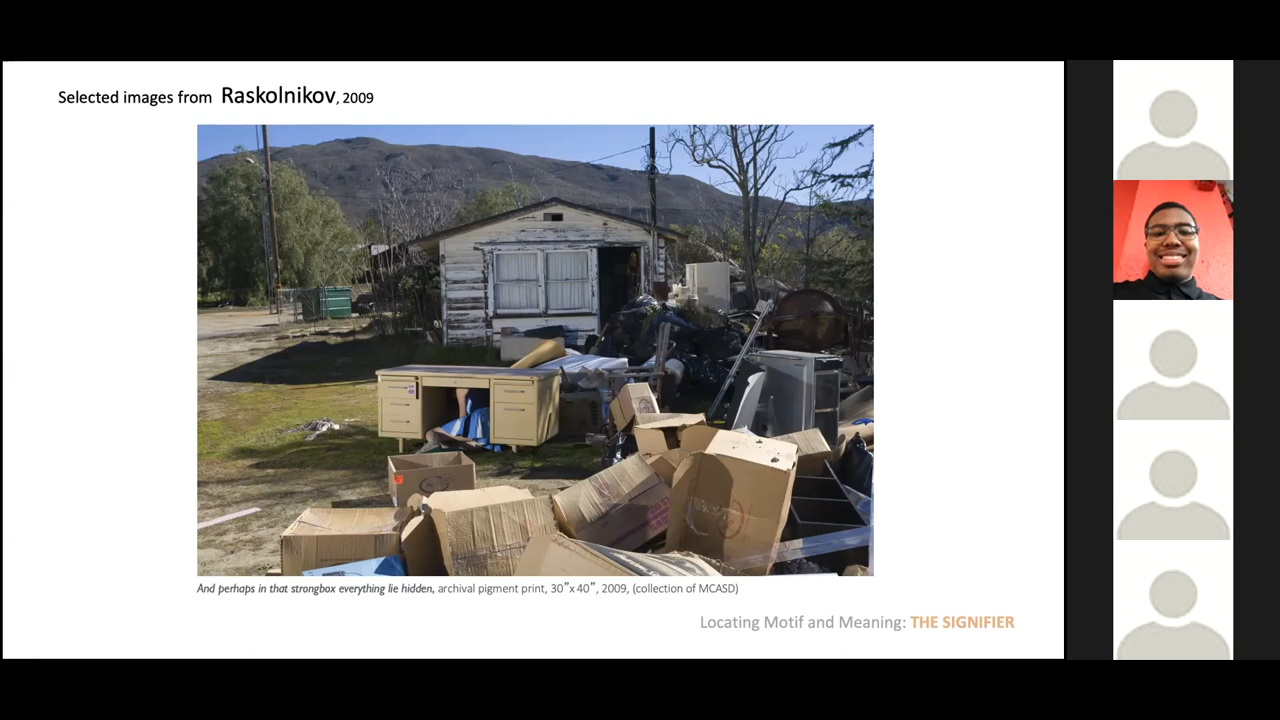 Selected images from Raskolnikov, 2009
And perhaps in that strongbox everything lie hidden, archival pigment print, 30”x 40”, 2009, (collection of MCASD)
Locating Motif and Meaning: THE SIGNIFIER